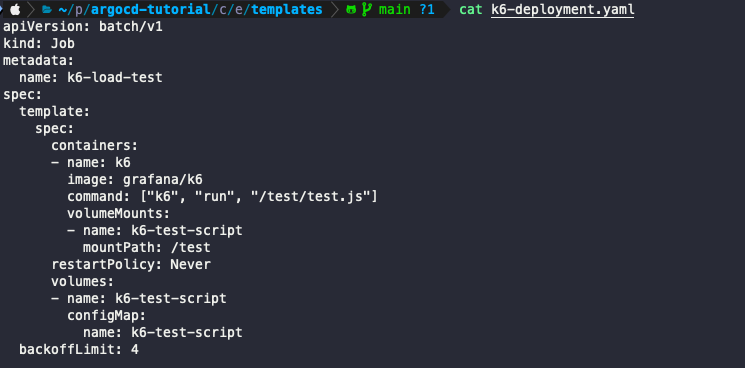 ~/p/argocd-tutorial/c/e/templates main ?1 cat k6-deployment.yaml
apiVersion: batch/v1
kind: Job
metadata:
  name: k6-load-test
spec:
  template:
    spec:
      containers:
      - name: k6
        image: grafana/k6
        command: ["k6", "run", "/test/test.js"]
        volumeMounts:
        - name: k6-test-script
          mountPath: /test
      restartPolicy: Never
      volumes:
      - name: k6-test-script
        configMap:
          name: k6-test-script
  backoffLimit: 4